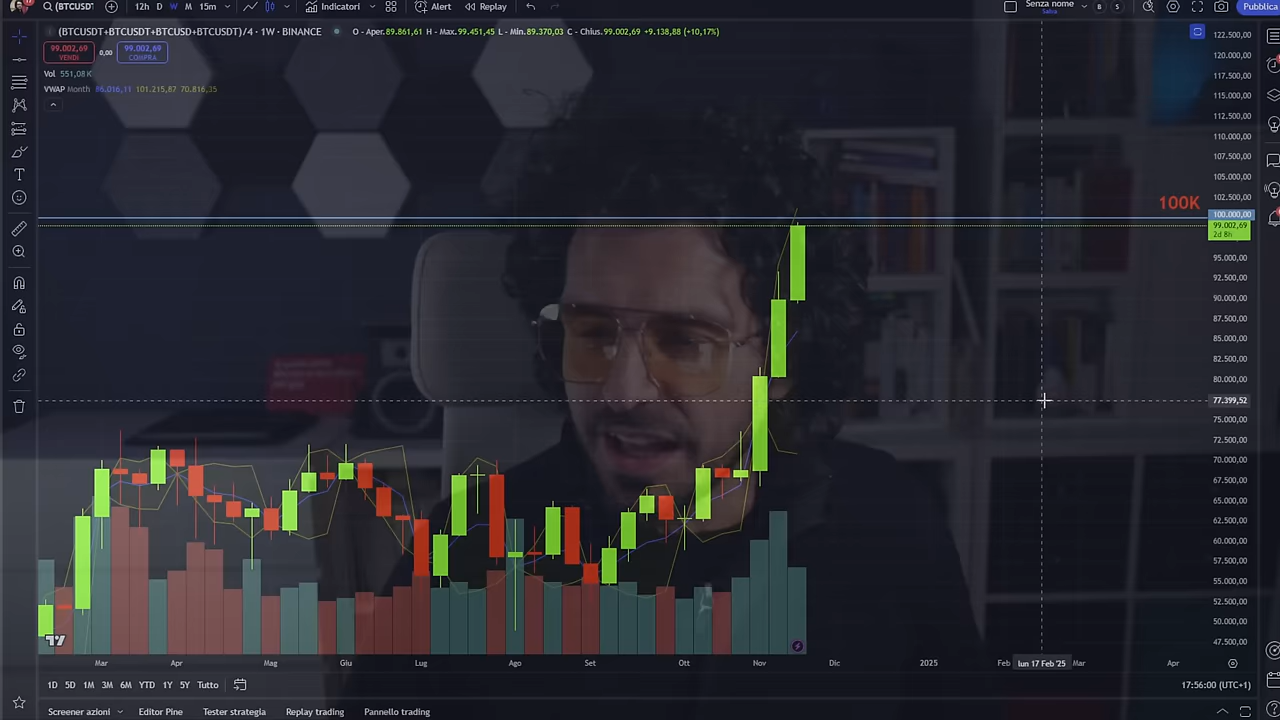 (BTCUSDT 12h D W M 15m Indicatori Alert Replay Senza nome Salva B S Pubblica
(BTCUSDT+BTCUSDT+BTCUSD+BTCUSDT)/4 · 1W · BINANCE O - Aper.89.861,61 H - Max.99.451,45 L - Min.89.370,03 C - Chius.99.002,69 +9.138,88 (+10,17%)
99.002,69 0,00 99.002,69
VENDI COMPRA
Vol 551,08K
VWAP Month 86.016,11 101.215,87 70.816,35
122.500,00
120.000,00
117.500,00
115.000,00
112.500,00
110.000,00
107.500,00
105.000,00
102.500,00
100K
100.000,00
99.002,69
2d 8h
95.000,00
92.500,00
90.000,00
87.500,00
85.000,00
82.500,00
80.000,00
77.399,52
75.000,00
72.500,00
70.000,00
67.500,00
65.000,00
62.500,00
60.000,00
57.500,00
55.000,00
52.500,00
50.000,00
47.500,00
Mar Apr Mag Giu Lug Ago Set Ott Nov Dic 2025 Feb lun 17 Feb '25 Mar Apr
1D 5D 1M 3M 6M YTD 1Y 5Y Tutto 17:56:00 (UTC+1)
Screener azioni Editor Pine Tester strategia Replay trading Pannello trading